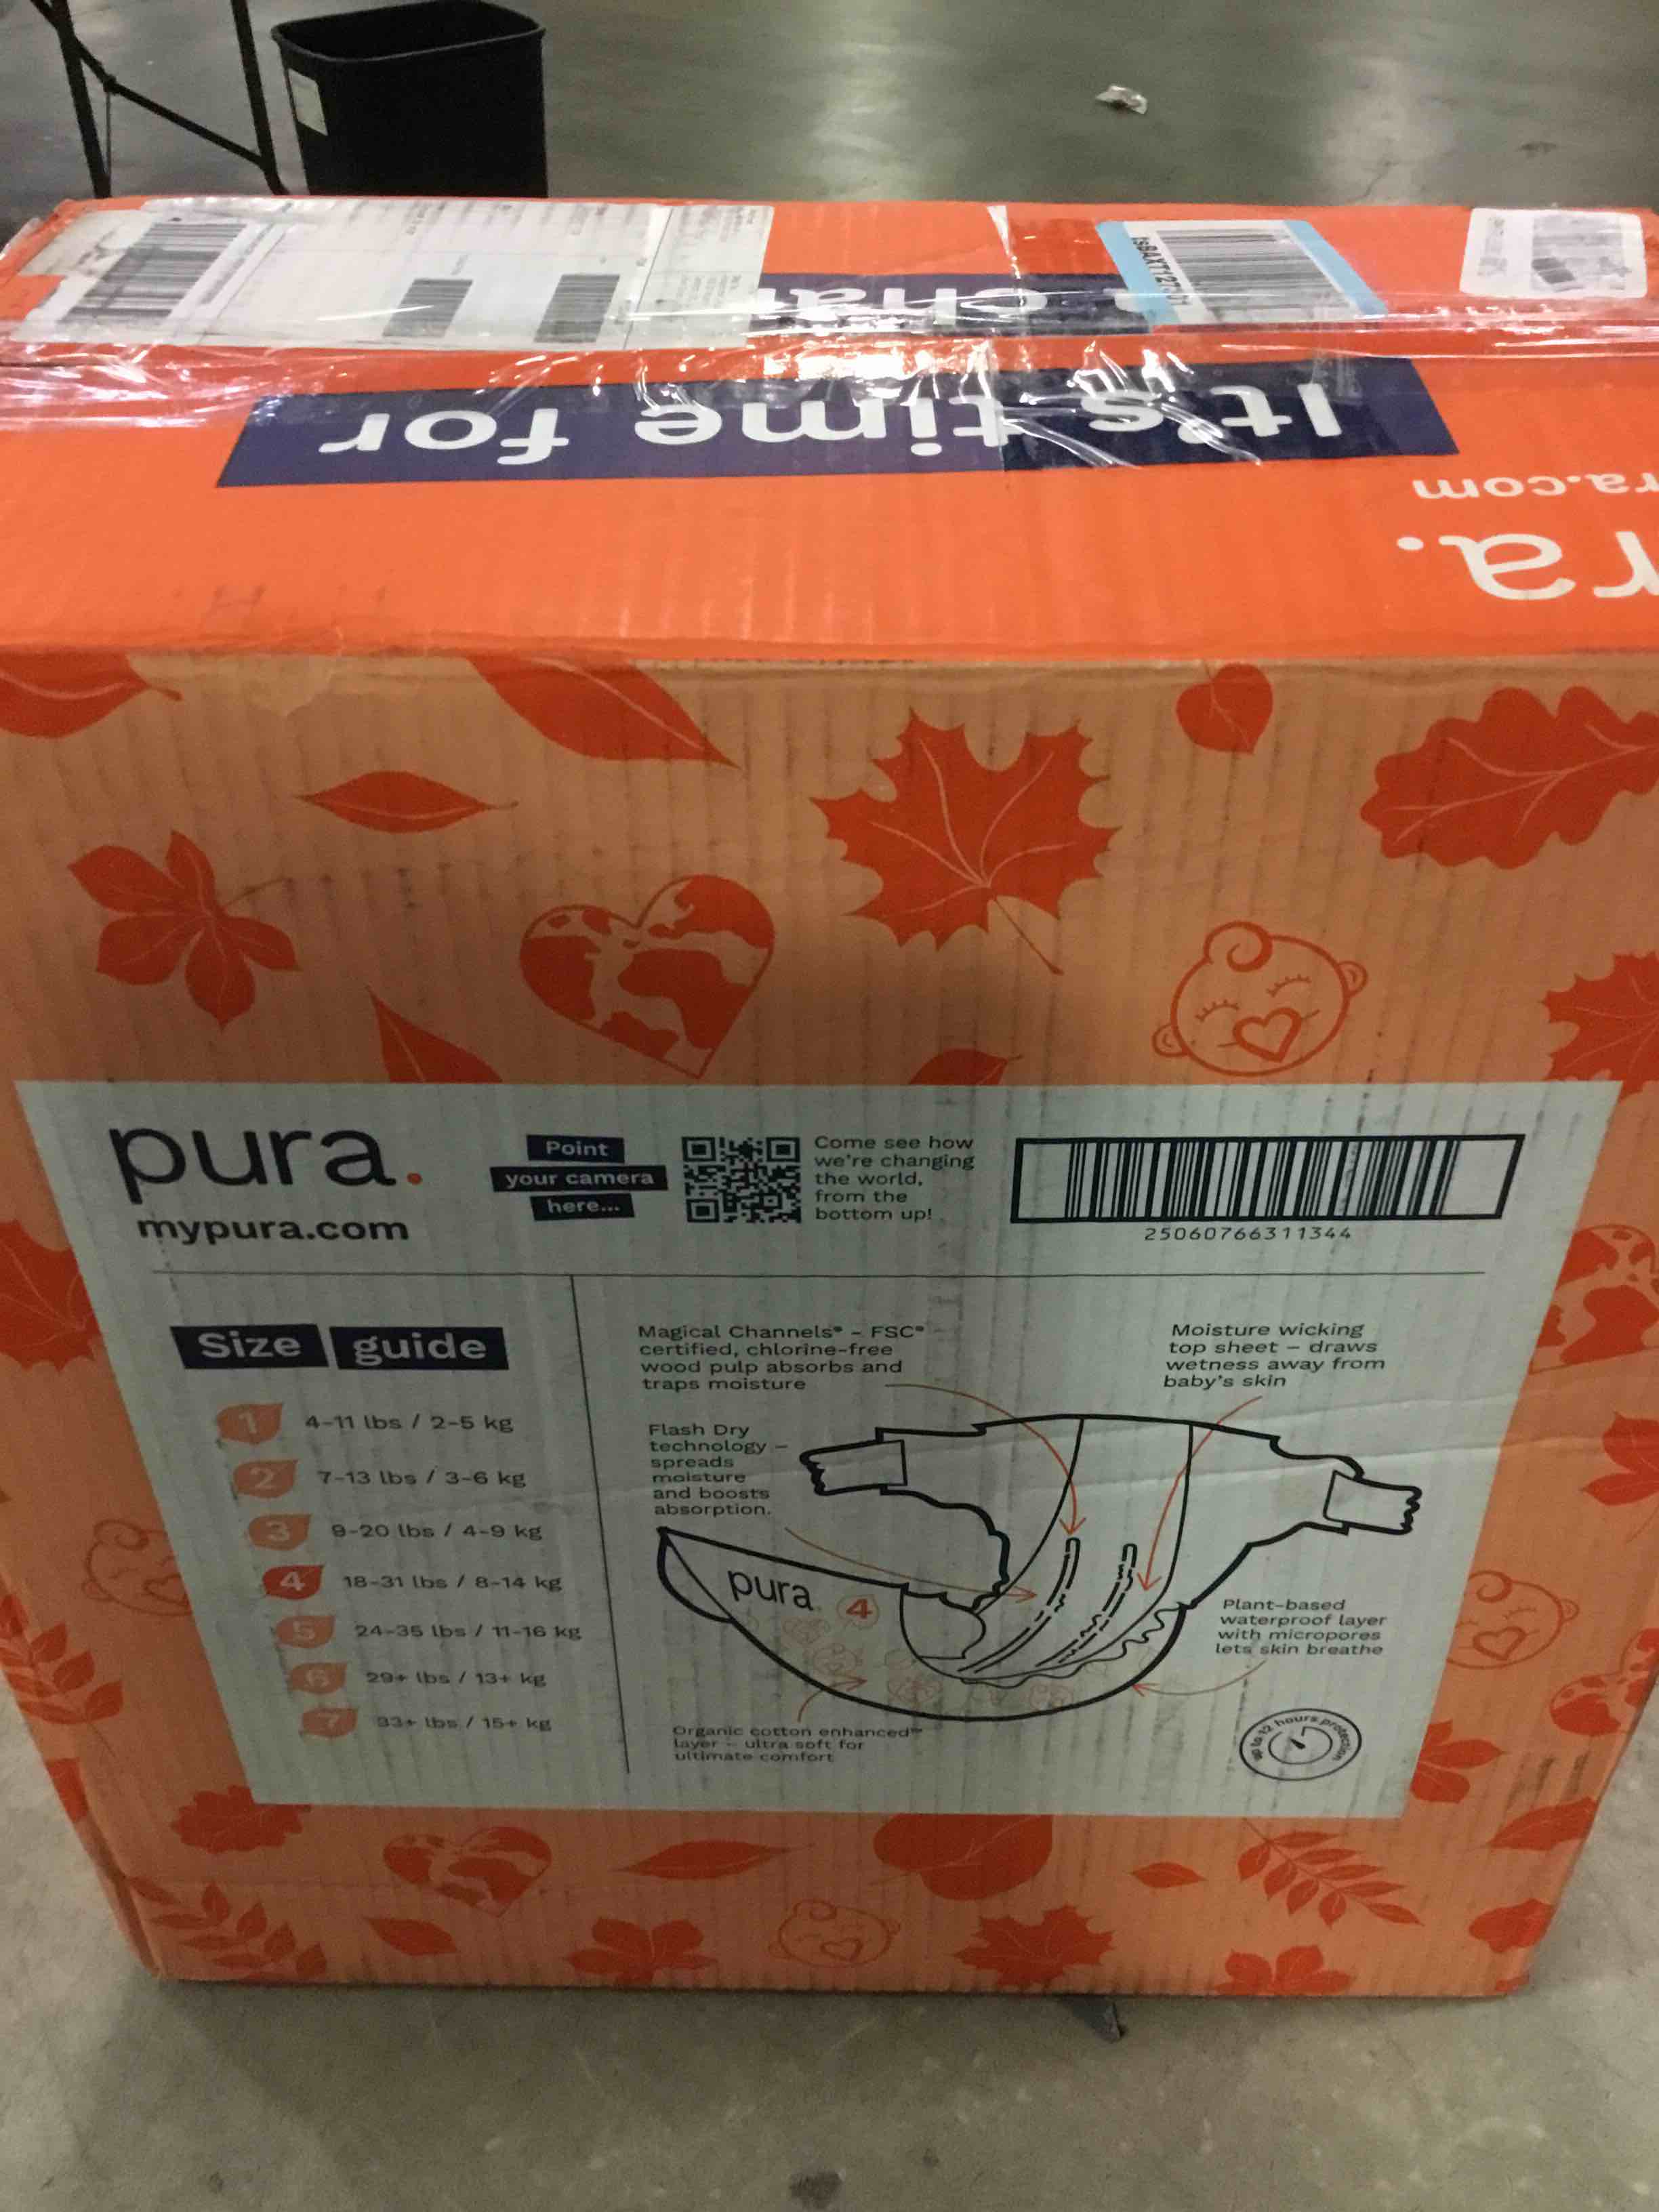 a change
It's time for
ra.com
ra.
pura.
mypura.com
Point
your camera
here...
Come see how
we're changing
the world,
from the
bottom up!
25060766311344
Size guide
1 4-11 lbs / 2-5 kg
2 7-13 lbs / 3-6 kg
3 9-20 lbs / 4-9 kg
4 18-31 lbs / 8-14 kg
5 24-35 lbs / 11-16 kg
6 29+ lbs / 13+ kg
7 33+ lbs / 15+ kg
Magical Channels® - FSC®
certified, chlorine-free
wood pulp absorbs and
traps moisture
Moisture wicking
top sheet – draws
wetness away from
baby's skin
Flash Dry
technology –
spreads
moisture
and boosts
absorption.
pura. 4
Plant-based
waterproof layer
with micropores
lets skin breathe
Organic cotton enhanced™
layer – ultra soft for
ultimate comfort
up to 12 hours protection